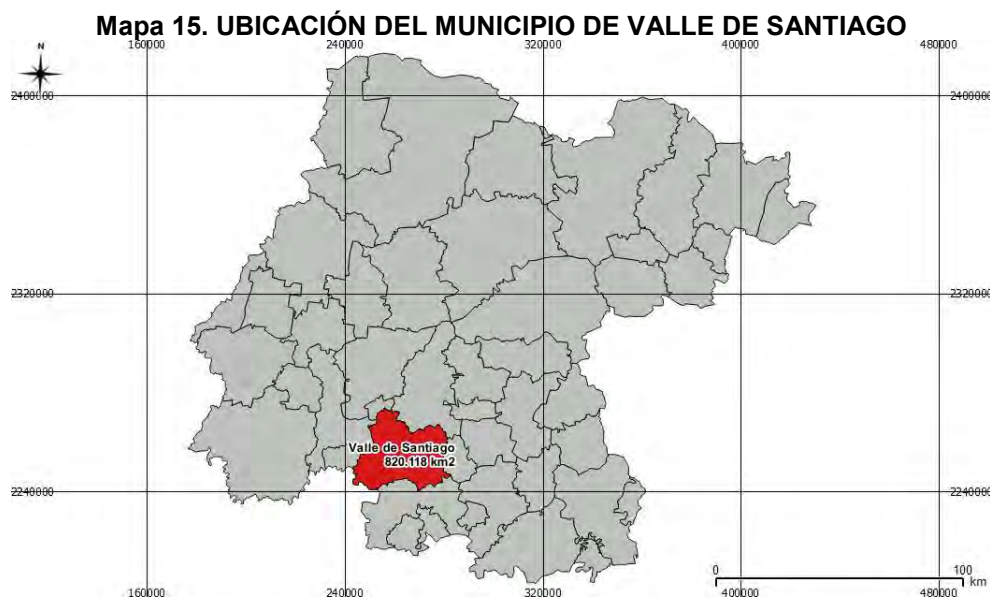 Mapa 15. UBICACIÓN DEL MUNICIPIO DE VALLE DE SANTIAGO
160000 240000 320000 400000 480000
N
2400000 2400000
2320000 2320000
Valle de Santiago
820.118 km2
2240000 2240000
0 100
km
160000 240000 320000 400000 480000